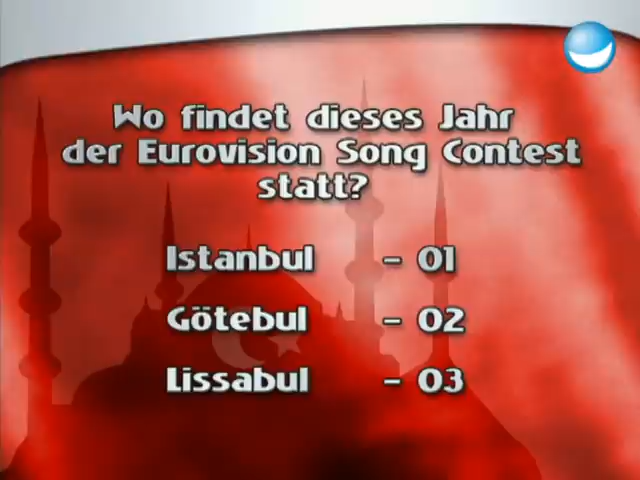 Wo findet dieses Jahr
der Eurovision Song Contest
statt?
Istanbul - 01
Götebul - 02
Lissabul - 03